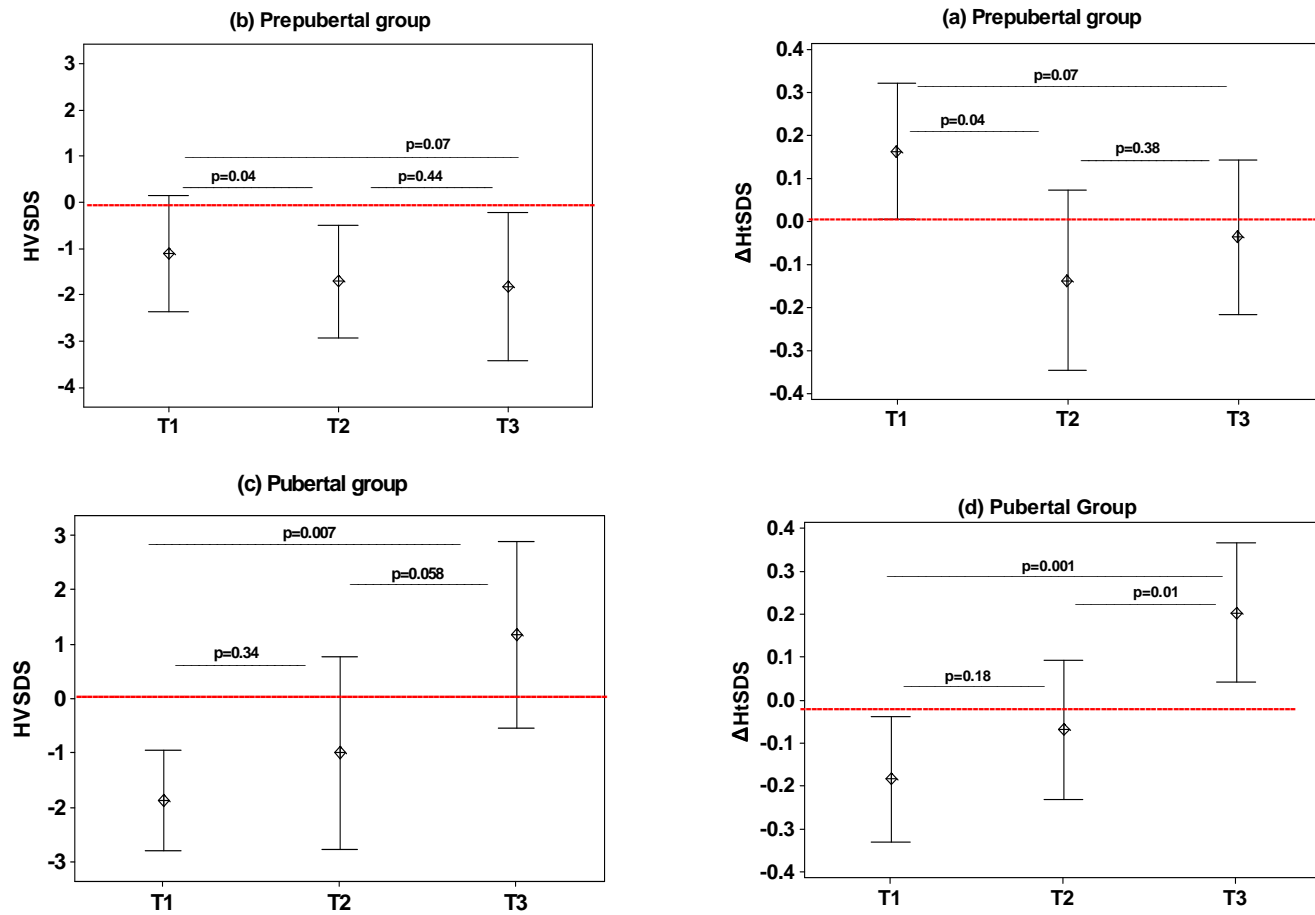 (b) Prepubertal group
HVSDS
3
2
1
0
-1
-2
-3
-4
p=0.07
p=0.04
p=0.44
T1
T2
T3
(a) Prepubertal group
ΔHtSDS
0.4
0.3
0.2
0.1
0.0
-0.1
-0.2
-0.3
-0.4
p=0.07
p=0.04
p=0.38
T1
T2
T3
(c) Pubertal group
HVSDS
3
2
1
0
-1
-2
-3
p=0.007
p=0.058
p=0.34
T1
T2
T3
(d) Pubertal Group
ΔHtSDS
0.4
0.3
0.2
0.1
0.0
-0.1
-0.2
-0.3
-0.4
p=0.001
p=0.01
p=0.18
T1
T2
T3